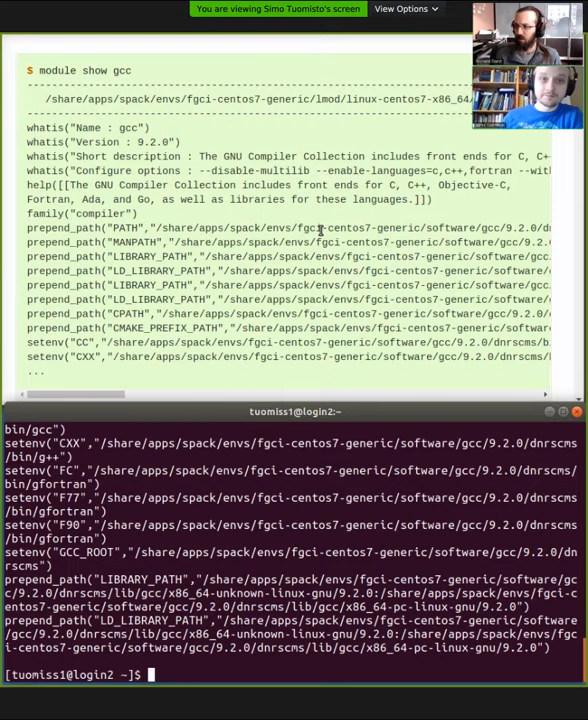 You are viewing Simo Tuomisto's screen
View Options
$ module show gcc
/share/apps/spack/envs/fgci-centos7-generic/lmod/linux-centos7-x86_64/
whatis("Name : gcc")
whatis("Version : 9.2.0")
whatis("Short description : The GNU Compiler Collection includes front ends for C, C+
whatis("Configure options : --disable-multilib --enable-languages=c,c++,fortran --wit
help([[The GNU Compiler Collection includes front ends for C, C++, Objective-C,
Fortran, Ada, and Go, as well as libraries for these languages.]])
family("compiler")
prepend_path("PATH","/share/apps/spack/envs/fgci-centos7-generic/software/gcc/9.2.0/d
prepend_path("MANPATH","/share/apps/spack/envs/fgci-centos7-generic/software/gcc/9.2.
prepend_path("LIBRARY_PATH","/share/apps/spack/envs/fgci-centos7-generic/software/gcc
prepend_path("LD_LIBRARY_PATH","/share/apps/spack/envs/fgci-centos7-generic/software/
prepend_path("LIBRARY_PATH","/share/apps/spack/envs/fgci-centos7-generic/software/gcc
prepend_path("LD_LIBRARY_PATH","/share/apps/spack/envs/fgci-centos7-generic/software/
prepend_path("CPATH","/share/apps/spack/envs/fgci-centos7-generic/software/gcc/9.2.0/
prepend_path("CMAKE_PREFIX_PATH","/share/apps/spack/envs/fgci-centos7-generic/softwar
setenv("CC","/share/apps/spack/envs/fgci-centos7-generic/software/gcc/9.2.0/dnrscms/b
setenv("CXX","/share/apps/spack/envs/fgci-centos7-generic/software/gcc/9.2.0/dnrscms/
...
tuomiss1@login2:~
bin/gcc")
setenv("CXX","/share/apps/spack/envs/fgci-centos7-generic/software/gcc/9.2.0/dnrscms
/bin/g++")
setenv("FC","/share/apps/spack/envs/fgci-centos7-generic/software/gcc/9.2.0/dnrscms/
bin/gfortran")
setenv("F77","/share/apps/spack/envs/fgci-centos7-generic/software/gcc/9.2.0/dnrscms
/bin/gfortran")
setenv("F90","/share/apps/spack/envs/fgci-centos7-generic/software/gcc/9.2.0/dnrscms
/bin/gfortran")
setenv("GCC_ROOT","/share/apps/spack/envs/fgci-centos7-generic/software/gcc/9.2.0/dn
rscms")
prepend_path("LIBRARY_PATH","/share/apps/spack/envs/fgci-centos7-generic/software/gc
c/9.2.0/dnrscms/lib/gcc/x86_64-unknown-linux-gnu/9.2.0:/share/apps/spack/envs/fgci-c
entos7-generic/software/gcc/9.2.0/dnrscms/lib/gcc/x86_64-pc-linux-gnu/9.2.0")
prepend_path("LD_LIBRARY_PATH","/share/apps/spack/envs/fgci-centos7-generic/software
/gcc/9.2.0/dnrscms/lib/gcc/x86_64-unknown-linux-gnu/9.2.0:/share/apps/spack/envs/fgc
i-centos7-generic/software/gcc/9.2.0/dnrscms/lib/gcc/x86_64-pc-linux-gnu/9.2.0")
[tuomiss1@login2 ~]$